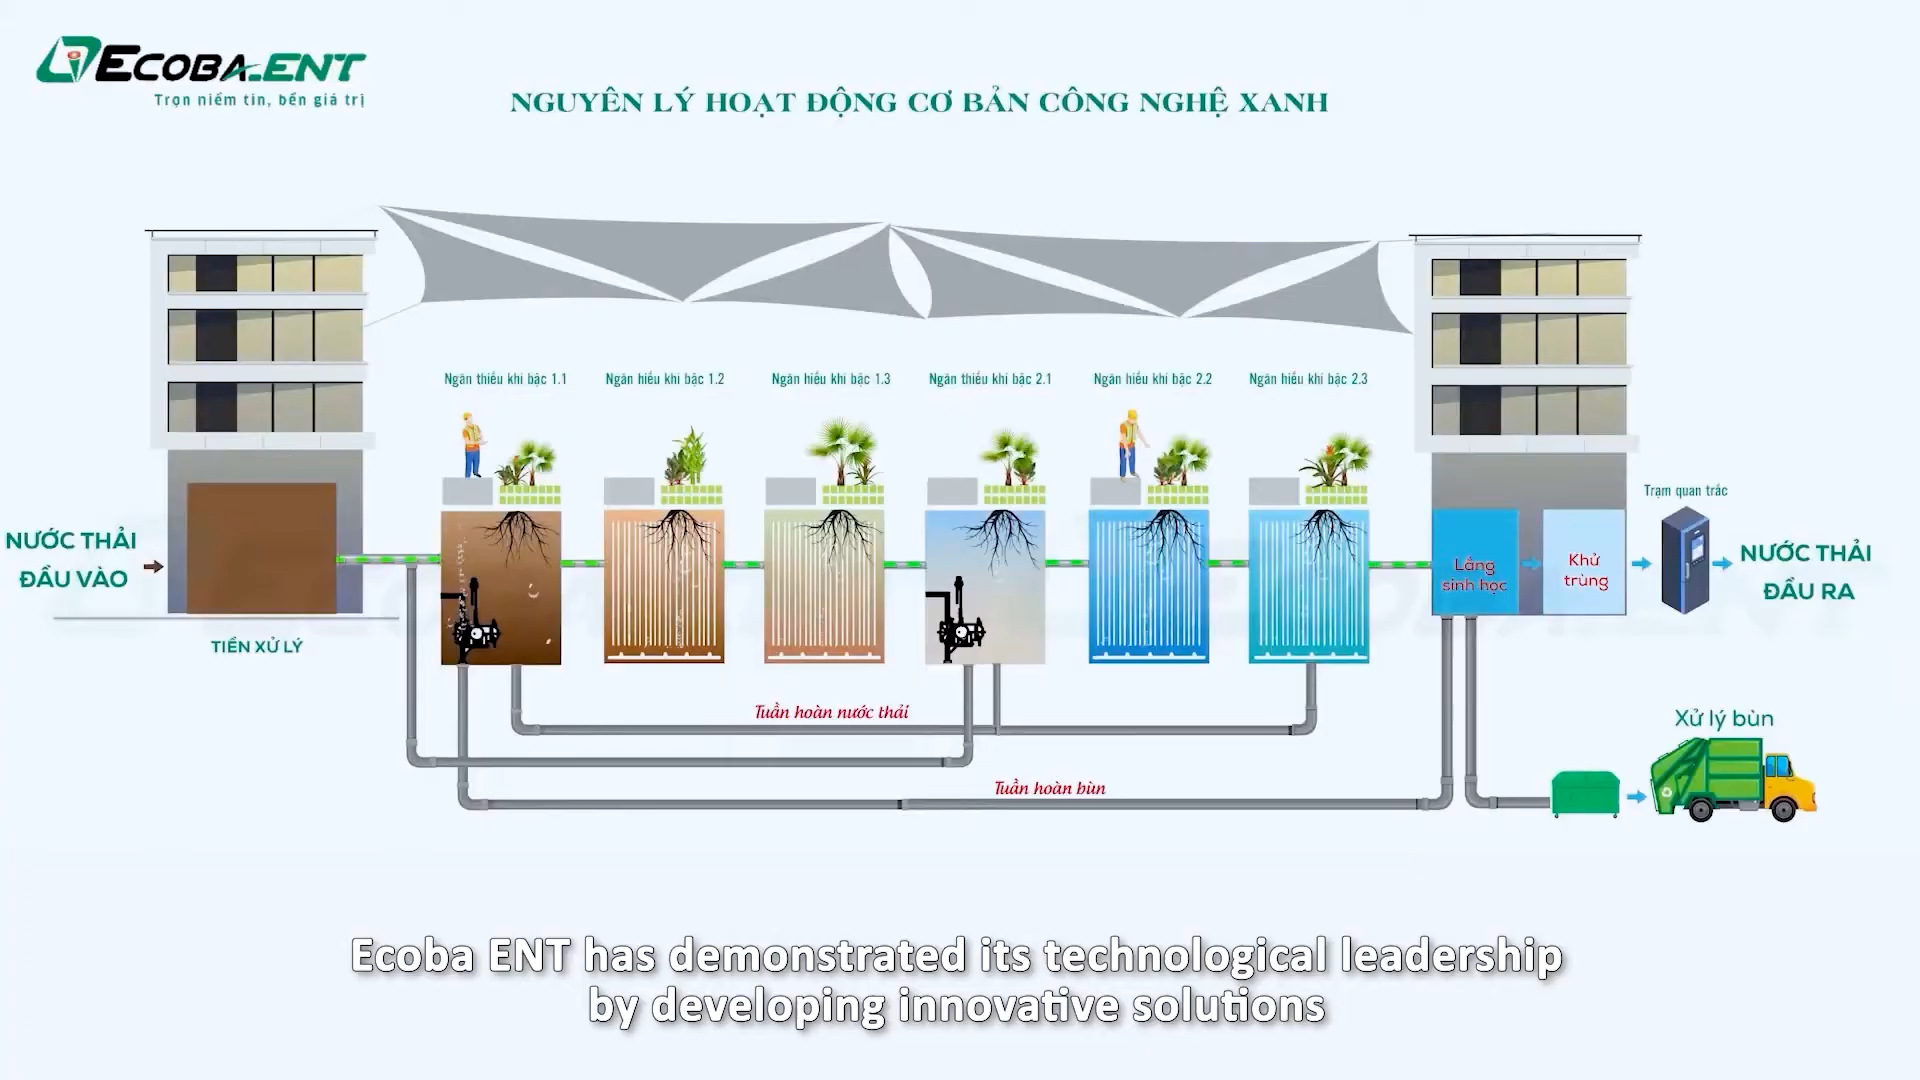 ECOBA.ENT
Trọn niềm tin, bền giá trị
NGUYÊN LÝ HOẠT ĐỘNG CƠ BẢN CÔNG NGHỆ XANH
Ngăn thiếu khí bậc 1.1
Ngăn hiếu khí bậc 1.2
Ngăn hiếu khí bậc 1.3
Ngăn thiếu khí bậc 2.1
Ngăn hiếu khí bậc 2.2
Ngăn hiếu khí bậc 2.3
Trạm quan trắc
NƯỚC THẢI
ĐẦU VÀO
Lắng
sinh học
Khử
trùng
NƯỚC THẢI
ĐẦU RA
TIỀN XỬ LÝ
Tuần hoàn nước thải
Xử lý bùn
Tuần hoàn bùn
Ecoba ENT has demonstrated its technological leadership
by developing innovative solutions